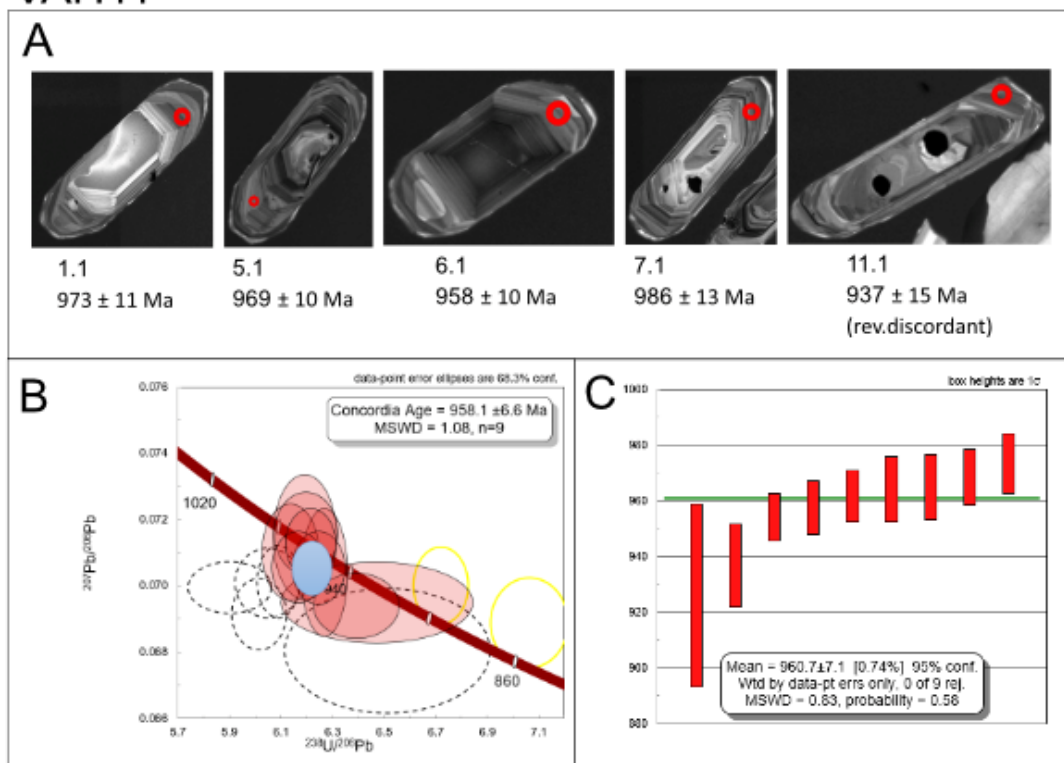 A
1.1
973 ± 11 Ma
5.1
969 ± 10 Ma
6.1
958 ± 10 Ma
7.1
986 ± 13 Ma
11.1
937 ± 15 Ma
(rev.discordant)
B
data-point error ellipses are 68.3% conf.
Concordia Age = 958.1 ±6.6 Ma
MSWD = 1.08, n=9
0.076
0.074
0.072
0.070
0.068
0.066
207Pb/206Pb
1020
940
860
5.7
5.9
6.1
6.3
6.5
6.7
6.9
7.1
238U/206Pb
C
box heights are 1σ
1000
980
960
940
920
900
880
Mean = 960.7±7.1 [0.74%] 95% conf.
Wtd by data-pt errs only, 0 of 9 rej.
MSWD = 0.83, probability = 0.58